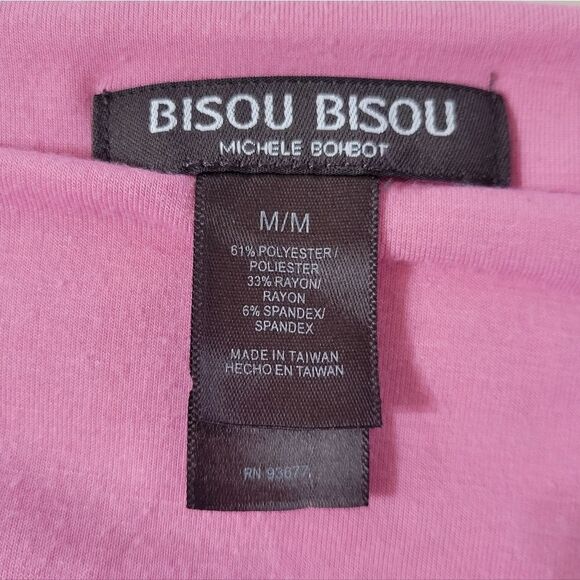 BISOU BISOU
MICHELE BOHBOT
M/M
61% POLYESTER/
POLIESTER
33% RAYON/
RAYON
6% SPANDEX/
SPANDEX
MADE IN TAIWAN
HECHO EN TAIWAN
RN 93677